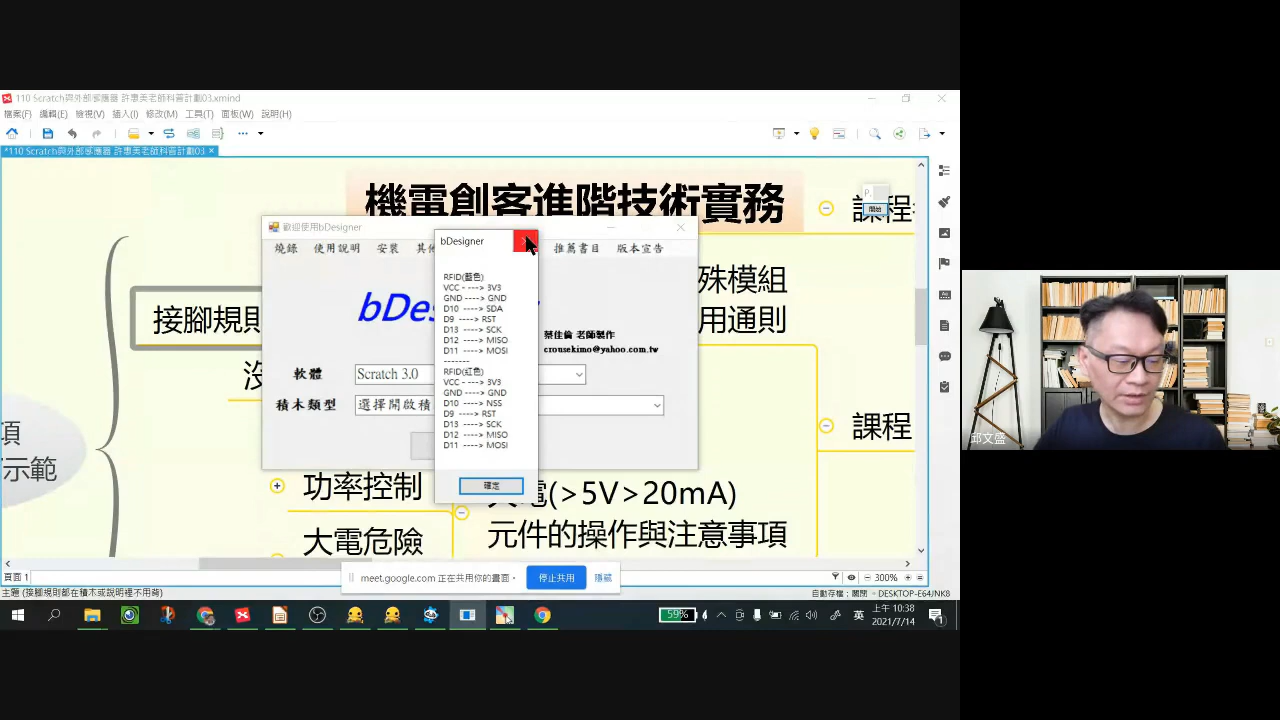 110 Scratch與外部感應器 許惠美老師科普計劃03.xmind
檔案(F) 編輯(E) 檢視(V) 插入(I) 修改(M) 工具(T) 面板(W) 說明(H)
*110 Scratch與外部感應器 許惠美老師科普計劃03
機電創客進階技術實務
課程
開始
歡迎使用bDesigner
燒錄 使用說明 安裝 其他
推薦書目 版本宣告
bDesigner
RFID(藍色)
VCC ----> 3V3
GND ----> GND
D10 ----> SDA
D9 ----> RST
D13 ----> SCK
D12 ----> MISO
D11 ----> MOSI
-------
RFID(紅色)
VCC ----> 3V3
GND ----> GND
D10 ----> NSS
D9 ----> RST
D13 ----> SCK
D12 ----> MISO
D11 ----> MOSI
確定
bDes
蔡佳倫 老師製作
crousekimo@yahoo.com.tw
軟體 Scratch 3.0
積木類型 選擇開啟積
接腳規則
殊模組
用通則
沒
項
示範
課程
功率控制
大電危險
(>5V>20mA)
元件的操作與注意事項
meet.google.com 正在共用你的畫面。 停止共用 隱藏
頁面 1
300%
主題 (接腳規則都在積木或說明裡不用背)
自動存檔：關閉
DESKTOP-E64JNK8
59%
英
上午 10:38
2021/7/14
邱文盛